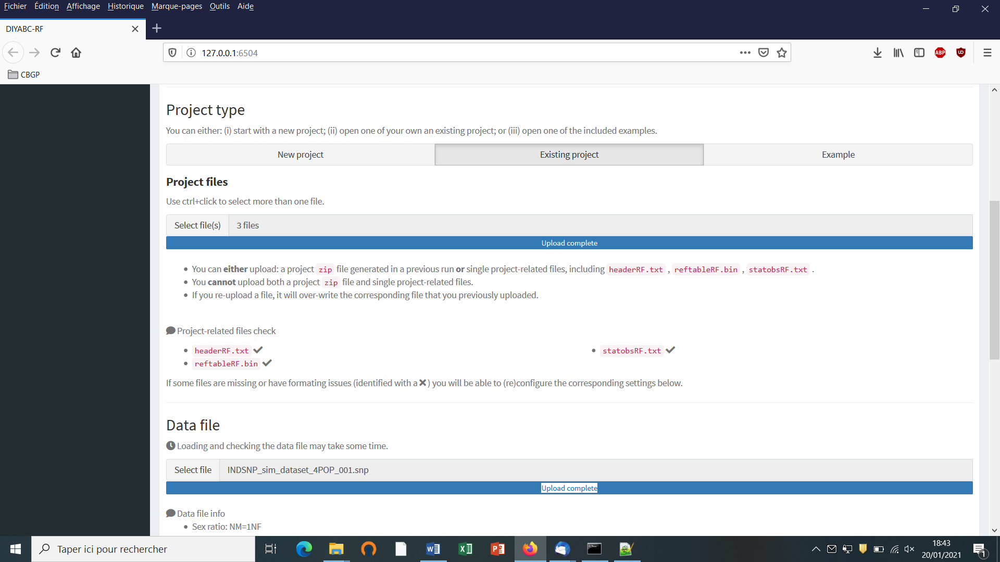 Fichier Édition Affichage Historique Marque-pages Outils Aide
DIYABC-RF
127.0.0.1:6504
ABP
CBGP
Project type
You can either: (i) start with a new project; (ii) open one of your own an existing project; or (iii) open one of the included examples.
New project Existing project Example
Project files
Use ctrl+click to select more than one file.
Select file(s) 3 files
Upload complete
You can either upload: a project zip file generated in a previous run or single project-related files, including headerRF.txt , reftableRF.bin , statobsRF.txt .
You cannot upload both a project zip file and single project-related files.
If you re-upload a file, it will over-write the corresponding file that you previously uploaded.
Project-related files check
headerRF.txt statobsRF.txt
reftableRF.bin
If some files are missing or have formating issues (identified with a ) you will be able to (re)configure the corresponding settings below.
Data file
Loading and checking the data file may take some time.
Select file INDSNP_sim_dataset_4POP_001.snp
Upload complete
Data file info
Sex ratio: NM=1NF
Taper ici pour rechercher
18:43
20/01/2021
1